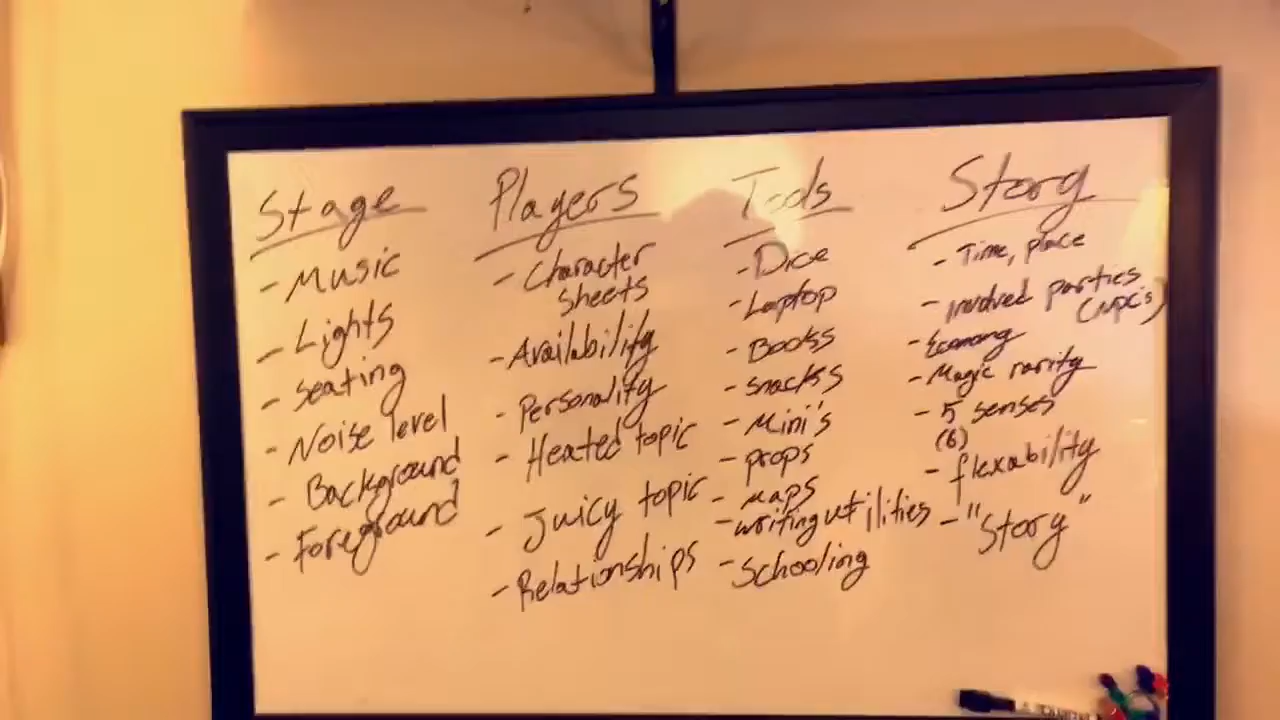 Stage
- Music
- Lights
- Seating
- Noise level
- Background
- Foreground
Players
- Character
sheets
- Availability
- Personality
- Heated topic
- Juicy topic
- Relationships
Tools
- Dice
- Laptop
- Books
- snacks
- Mini's
- props
- maps
- writing utilities
- Schooling
Story
- Time, place
- involved parties
(NPC's)
- Economy
- Magic rarity
- 5 senses
(6)
- flexability
- "Story"